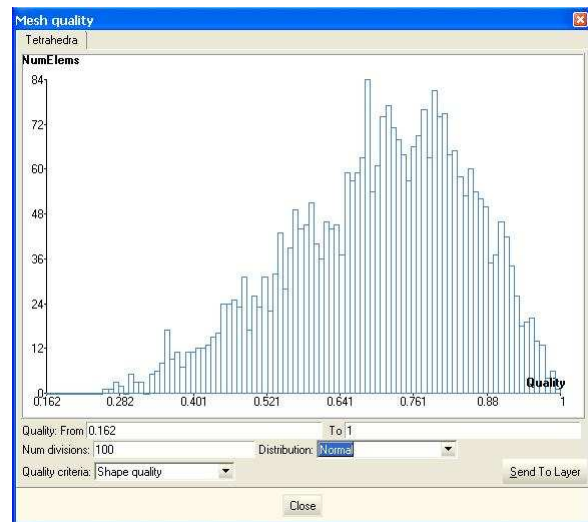 Mesh quality
Tetrahedra
NumElems
84
72
60
48
36
24
12
0
Quality
0.162 0.282 0.401 0.521 0.641 0.761 0.88 1
Quality: From 0.162 To 1
Num divisions: 100 Distribution: Normal
Quality criteria: Shape quality Send To Layer
Close